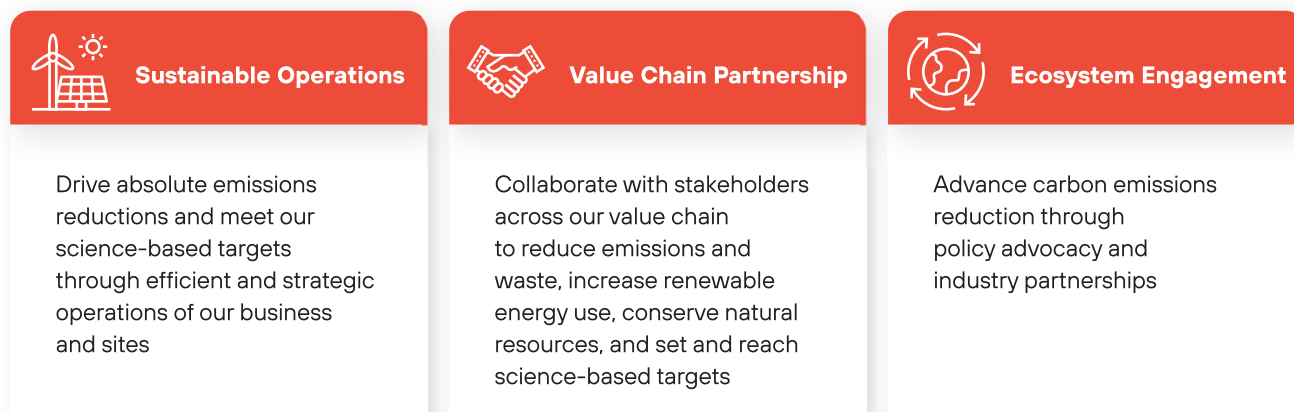 Sustainable Operations
Drive absolute emissions
reductions and meet our
science-based targets
through efficient and strategic
operations of our business
and sites
Value Chain Partnership
Collaborate with stakeholders
across our value chain
to reduce emissions and
waste, increase renewable
energy use, conserve natural
resources, and set and reach
science-based targets
Ecosystem Engagement
Advance carbon emissions
reduction through
policy advocacy and
industry partnerships